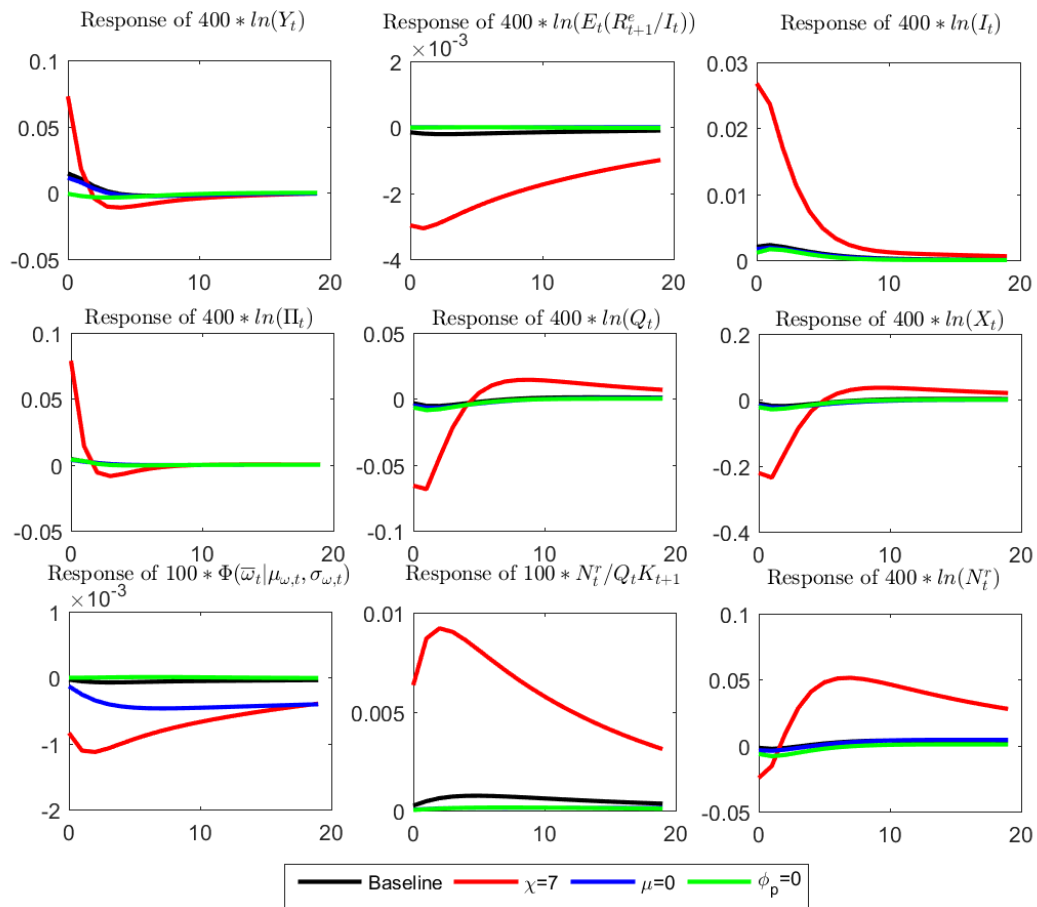 Response of 400 ∗ ln(Y_t)
Response of 400 ∗ ln(E_t(R^e_{t+1}/I_t))
Response of 400 ∗ ln(I_t)
×10^-3
0.1
0.05
0
-0.05
0 10 20
2
0
-2
-4
0 10 20
0.03
0.02
0.01
0
0 10 20
Response of 400 ∗ ln(Π_t)
Response of 400 ∗ ln(Q_t)
Response of 400 ∗ ln(X_t)
0.1
0.05
0
-0.05
0 10 20
0.05
0
-0.05
-0.1
0 10 20
0.2
0
-0.2
-0.4
0 10 20
Response of 100 ∗ Φ(ω̅_t|μ_{ω,t}, σ_{ω,t})
Response of 100 ∗ N^r_t/Q_tK_{t+1}
Response of 400 ∗ ln(N^r_t)
×10^-3
1
0
-1
-2
0 10 20
0.01
0.005
0
0 10 20
0.1
0.05
0
-0.05
0 10 20
Baseline χ=7 μ=0 ϕ_p=0